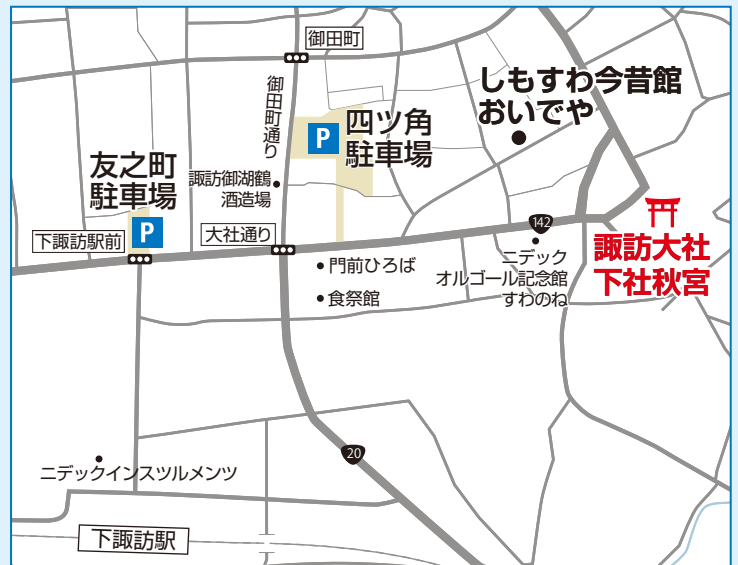 御田町
御田町通り
しもすわ今昔館
おいでや
P
四ツ角
駐車場
友之町
駐車場
P
諏訪御湖鶴
酒造場
下諏訪駅前
大社通り
142
諏訪大社
下社秋宮
門前ひろば
食祭館
ニデック
オルゴール記念館
すわのね
20
ニデックインスツルメンツ
下諏訪駅